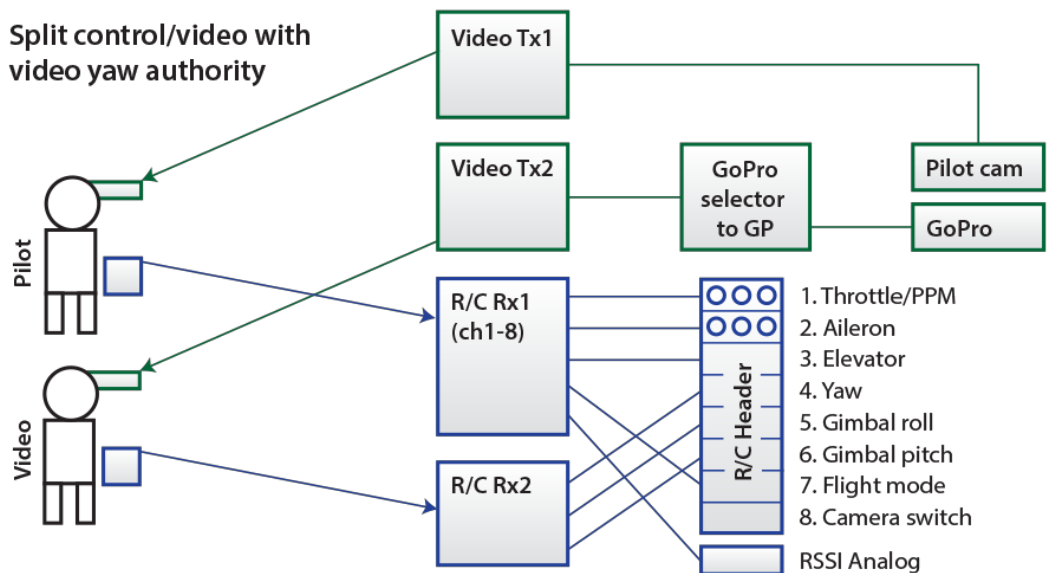 Split control/video with
video yaw authority
Video Tx1
Video Tx2
GoPro
selector
to GP
Pilot cam
GoPro
Pilot
Video
R/C Rx1
(ch1-8)
R/C Rx2
R/C Header
1. Throttle/PPM
2. Aileron
3. Elevator
4. Yaw
5. Gimbal roll
6. Gimbal pitch
7. Flight mode
8. Camera switch
RSSI Analog